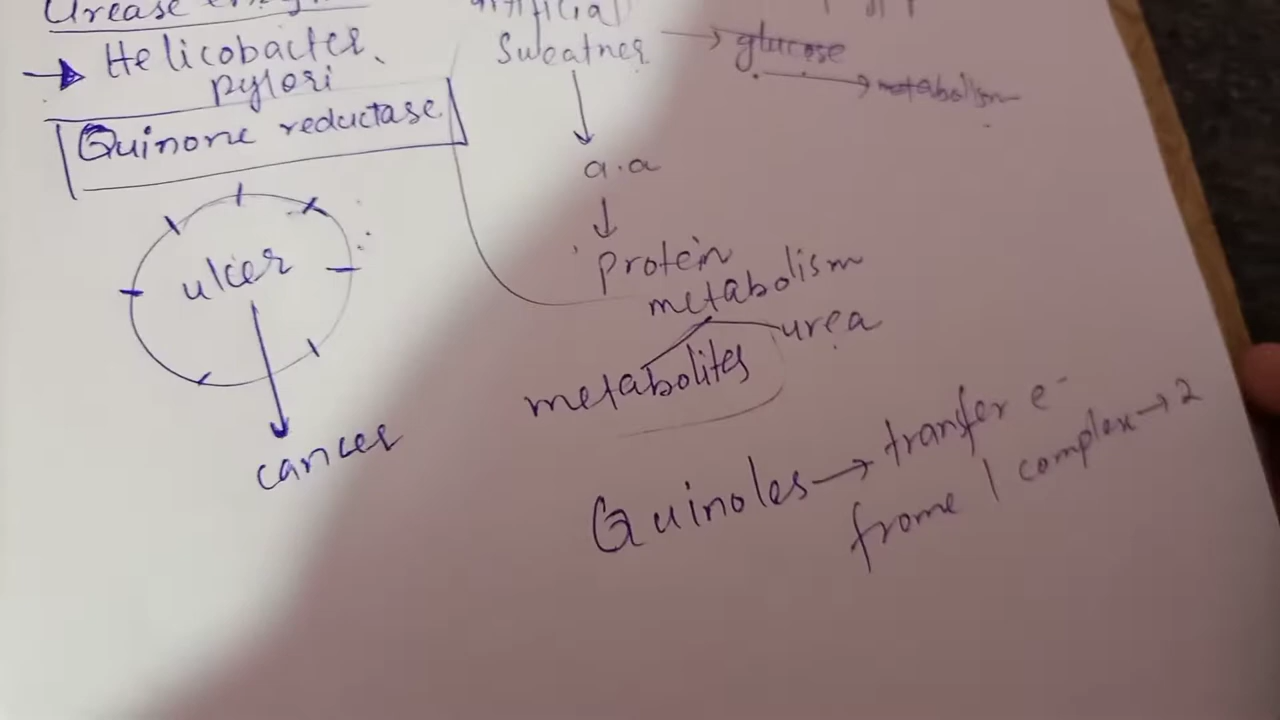 Urease
Helicobacter
pylori
Quinone reductase
ulcer
cancer
Sweatner → glucose
→ metabolism
a.a
Protein
metabolism
urea
metabolites
Quinoles → transfer e⁻
frome 1 complex → 2